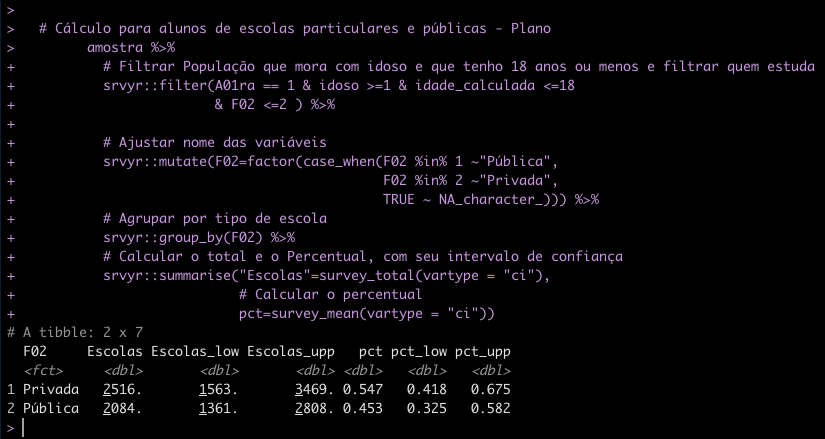 >
>   # Cálculo para alunos de escolas particulares e públicas - Plano
>         amostra %>%
+           # Filtrar População que mora com idoso e que tenho 18 anos ou menos e filtrar quem estuda
+           srvyr::filter(A01ra == 1 & idoso >=1 & idade_calculada <=18
+                         & F02 <=2 ) %>%
+
+           # Ajustar nome das variáveis
+           srvyr::mutate(F02=factor(case_when(F02 %in% 1 ~"Pública",
+                                              F02 %in% 2 ~"Privada",
+                                              TRUE ~ NA_character_))) %>%
+           # Agrupar por tipo de escola
+           srvyr::group_by(F02) %>%
+           # Calcular o total e o Percentual, com seu intervalo de confiança
+           srvyr::summarise("Escolas"=survey_total(vartype = "ci"),
+                            # Calcular o percentual
+                            pct=survey_mean(vartype = "ci"))
# A tibble: 2 x 7
  F02     Escolas Escolas_low Escolas_upp   pct pct_low pct_upp
  <fct>     <dbl>       <dbl>       <dbl> <dbl>   <dbl>   <dbl>
1 Privada   2516.       1563.       3469. 0.547   0.418   0.675
2 Pública   2084.       1361.       2808. 0.453   0.325   0.582
>